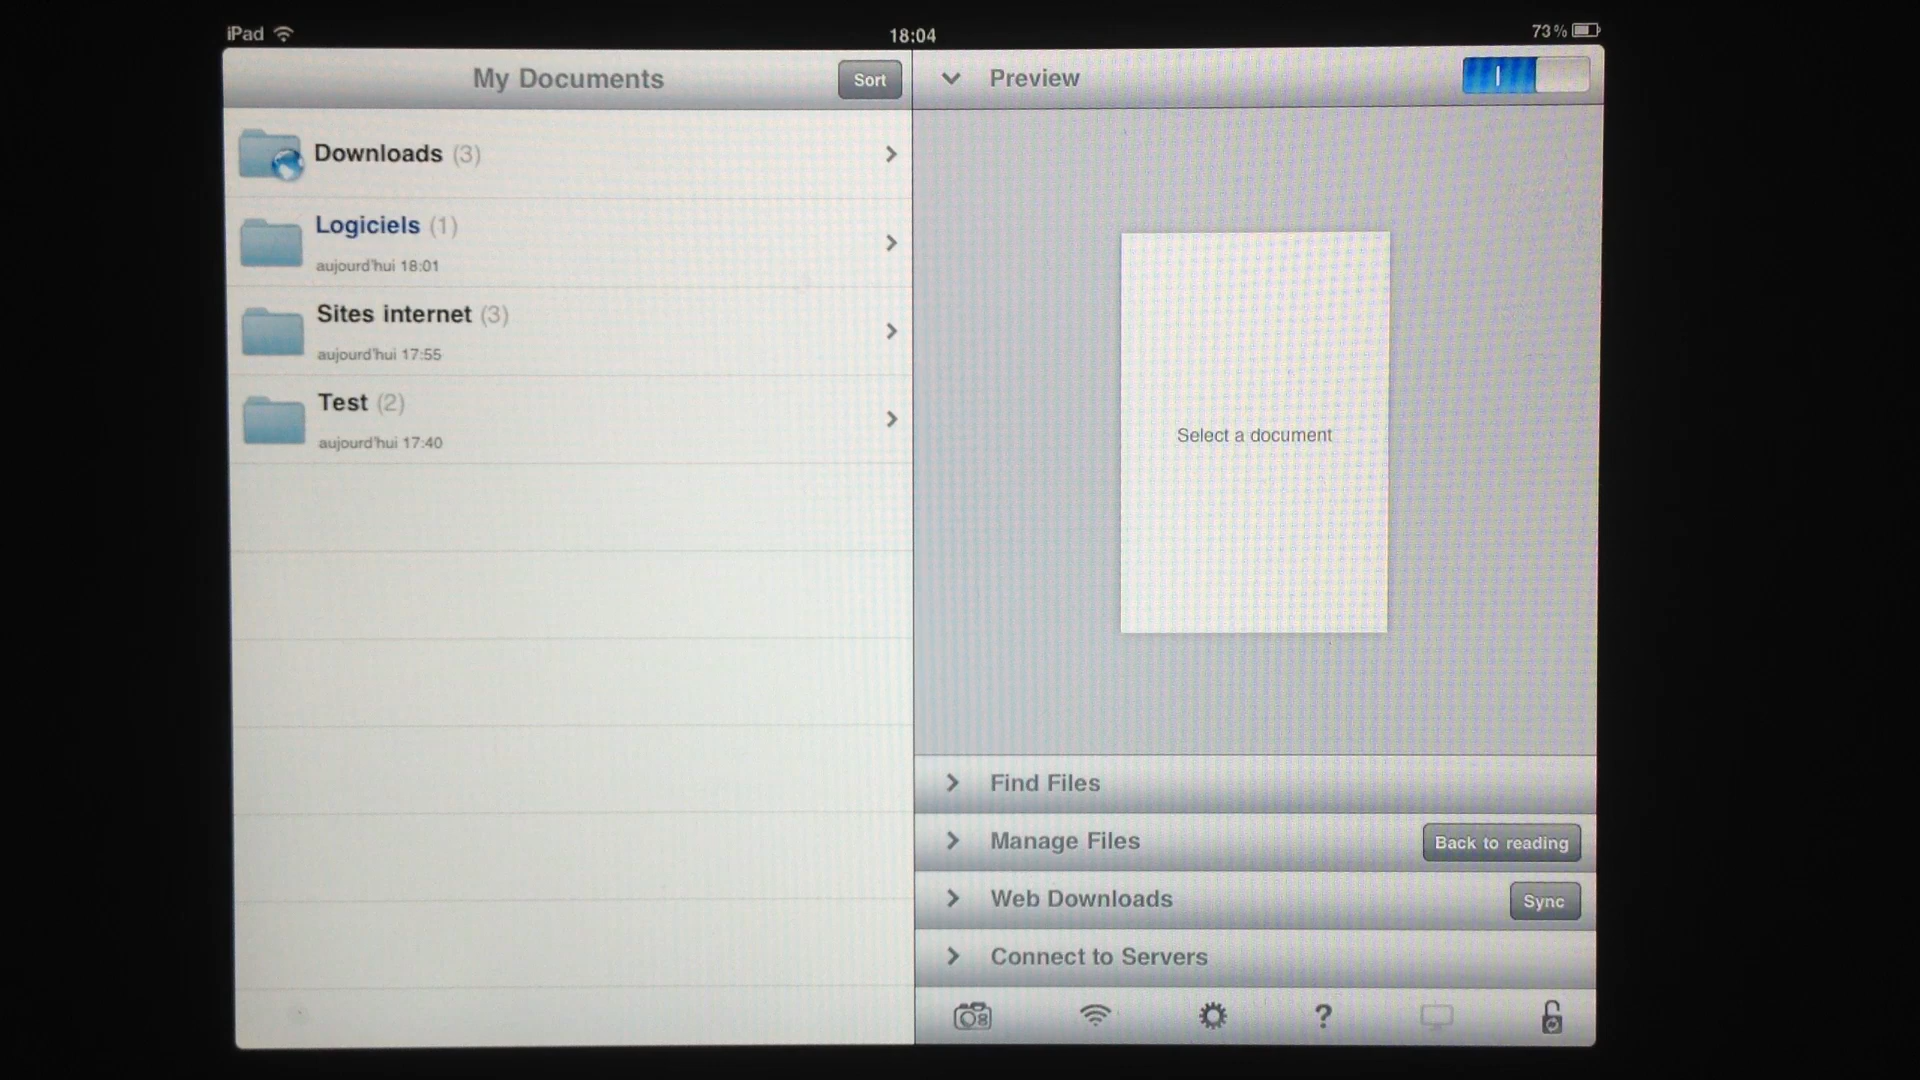 iPad
18:04
73%
My Documents
Sort
Downloads (3)
Logiciels (1)
aujourd'hui 18:01
Sites internet (3)
aujourd'hui 17:55
Test (2)
aujourd'hui 17:40
Preview
Select a document
Find Files
Manage Files
Back to reading
Web Downloads
Sync
Connect to Servers
?